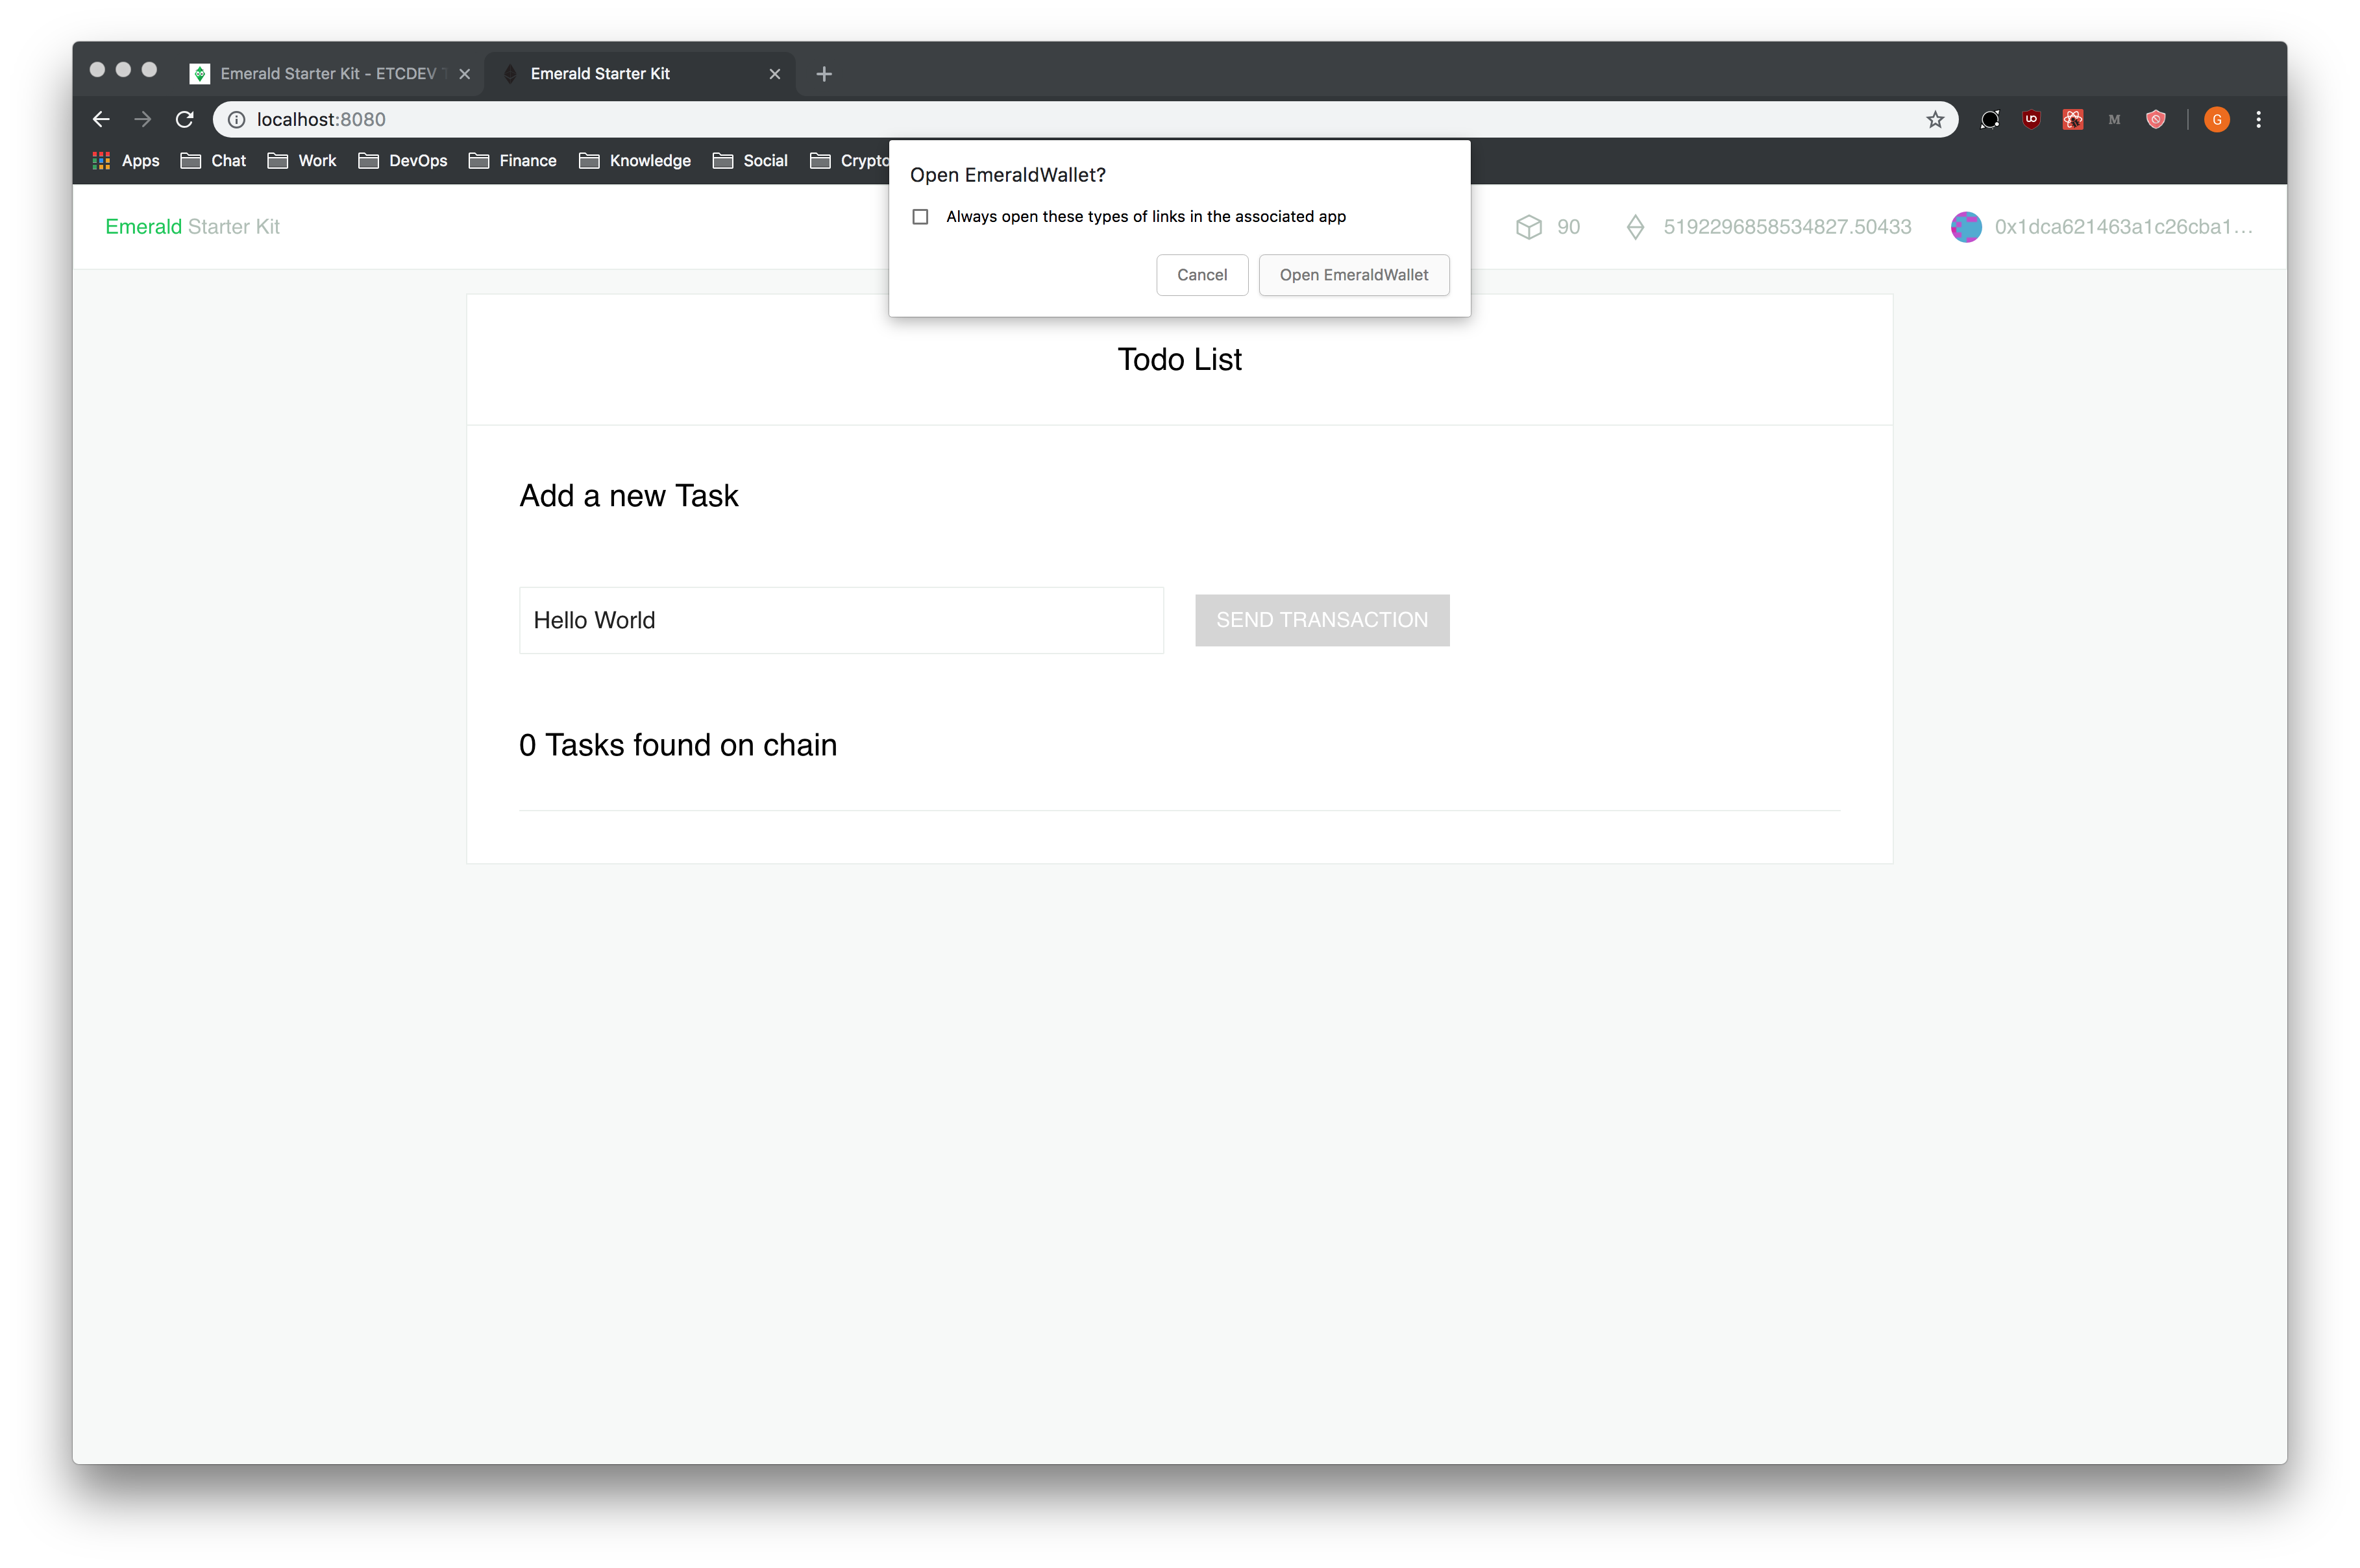 Emerald Starter Kit - ETCDEV
Emerald Starter Kit
localhost:8080
UD
M
G
Apps
Chat
Work
DevOps
Finance
Knowledge
Social
Crypto
Open EmeraldWallet?
Always open these types of links in the associated app
Cancel
Open EmeraldWallet
Emerald Starter Kit
90
5192296858534827.50433
0x1dca621463a1c26cba1...
Todo List
Add a new Task
Hello World
SEND TRANSACTION
0 Tasks found on chain